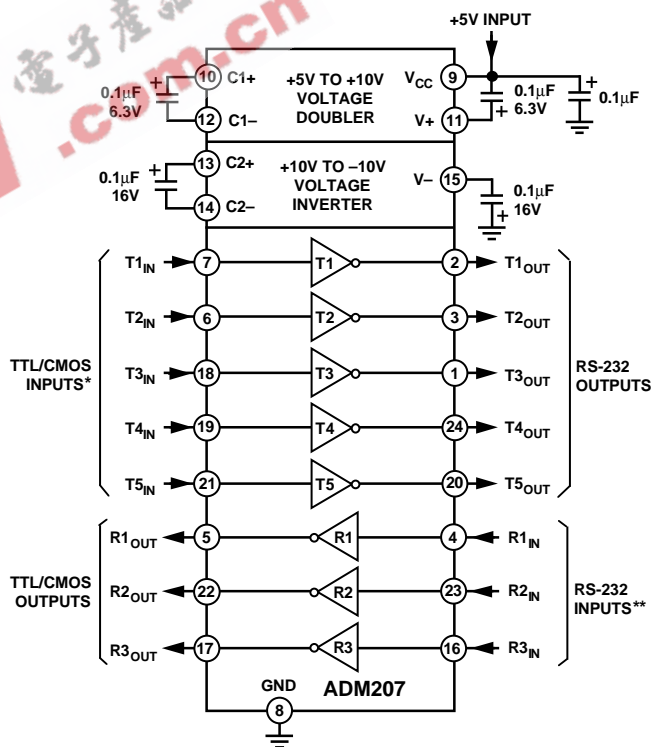 電子產品
.com.cn
+5V INPUT
10 C1+ +5V TO +10V VOLTAGE DOUBLER VCC 9
0.1μF 6.3V
0.1μF 6.3V
0.1μF
12 C1– V+ 11
13 C2+ +10V TO –10V VOLTAGE INVERTER V– 15
0.1μF 16V
0.1μF 16V
14 C2–
T1IN 7 T1 2 T1OUT
T2IN 6 T2 3 T2OUT
TTL/CMOS INPUTS*
T3IN 18 T3 1 T3OUT
RS-232 OUTPUTS
T4IN 19 T4 24 T4OUT
T5IN 21 T5 20 T5OUT
R1OUT 5 R1 4 R1IN
TTL/CMOS OUTPUTS
R2OUT 22 R2 23 R2IN
RS-232 INPUTS**
R3OUT 17 R3 16 R3IN
GND ADM207
8